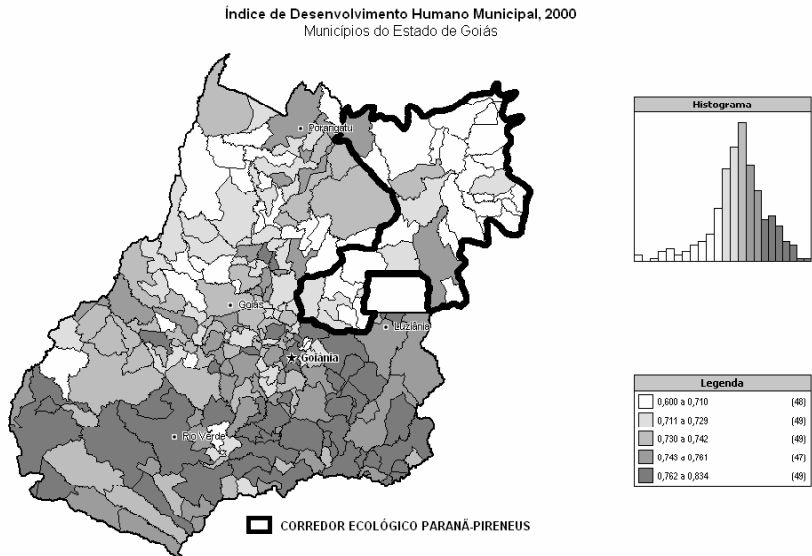 Índice de Desenvolvimento Humano Municipal, 2000
Municípios do Estado de Goiás
Porangatu
Goiás
Luziânia
Goiânia
Rio Verde
Histograma
Legenda
0,600 a 0,710 (48)
0,711 a 0,729 (49)
0,730 a 0,742 (49)
0,743 a 0,761 (47)
0,762 a 0,834 (49)
CORREDOR ECOLÓGICO PARANÃ-PIRENEUS